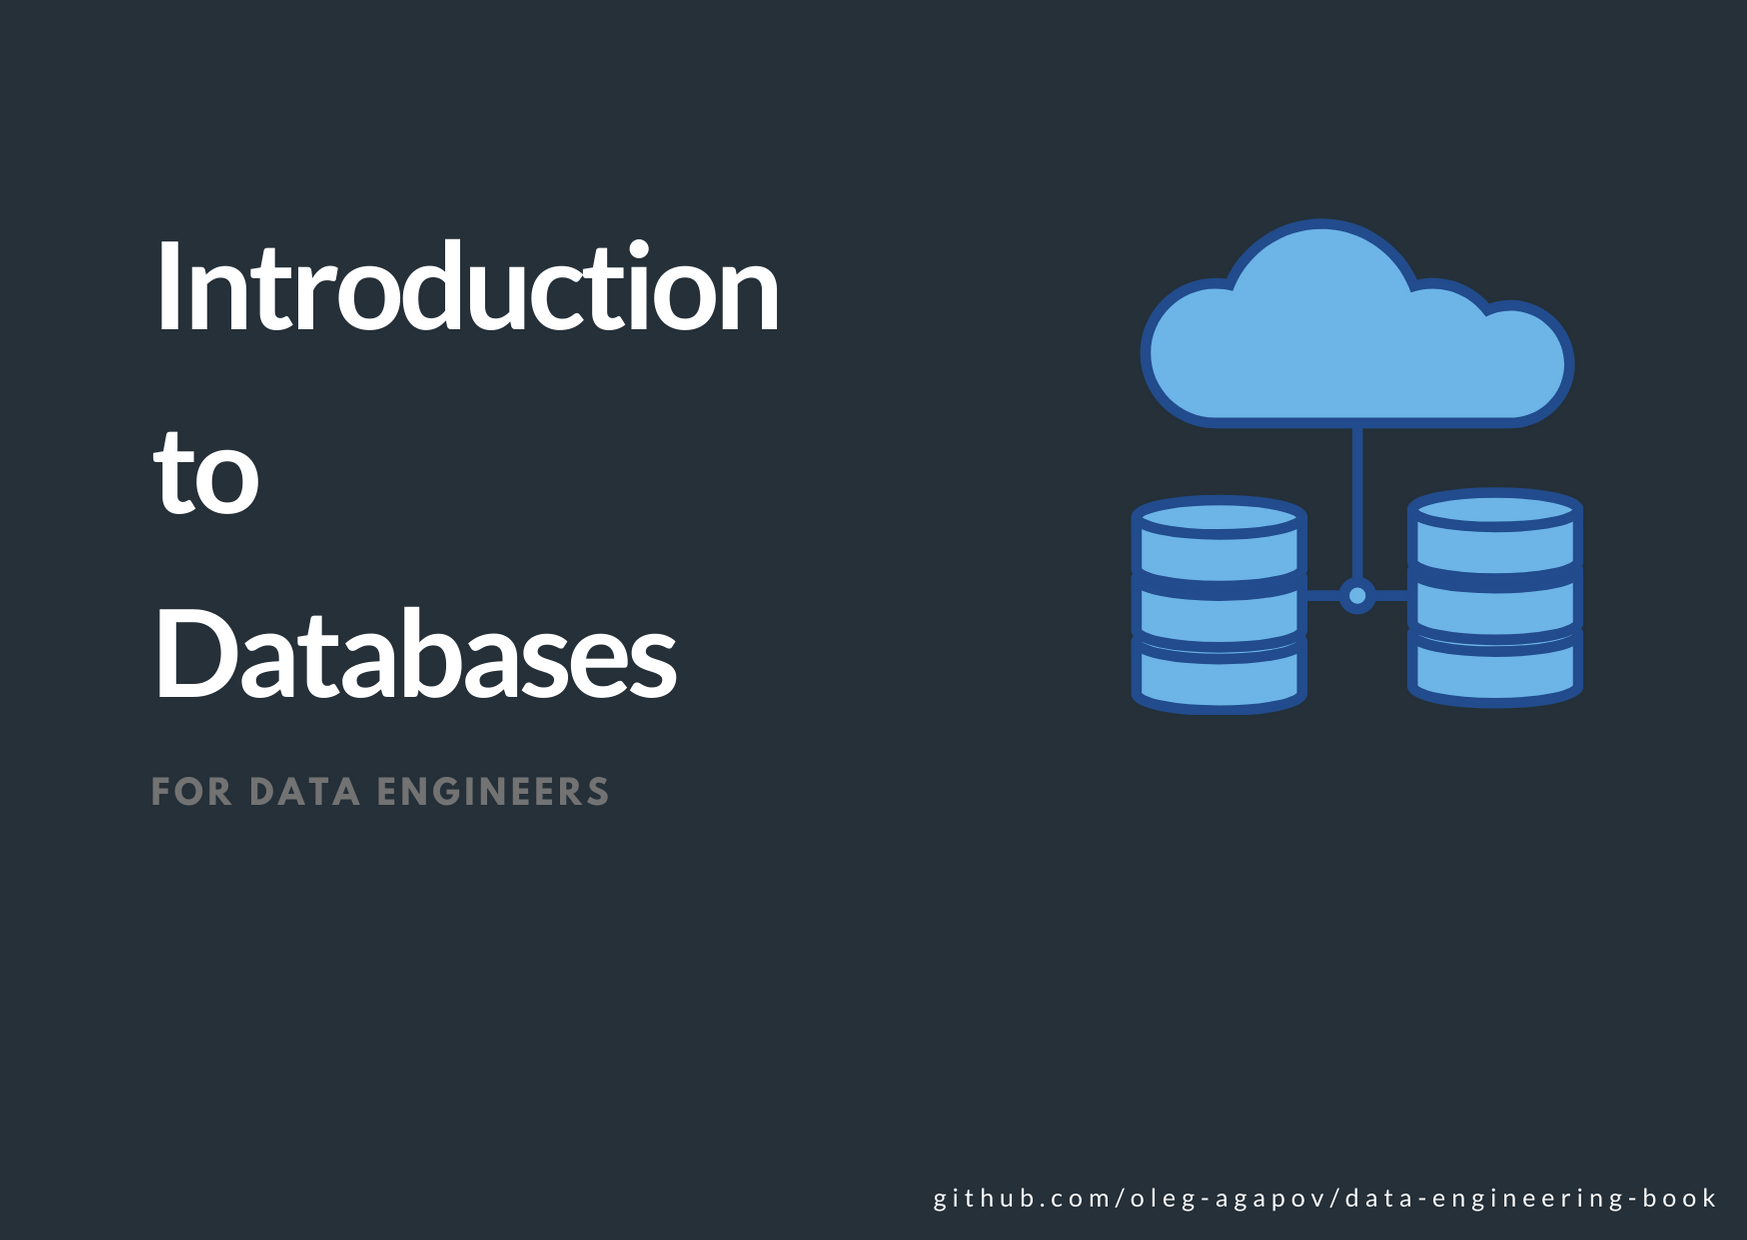 Introduction
to
Databases
FOR DATA ENGINEERS
github.com/oleg-agapov/data-engineering-book